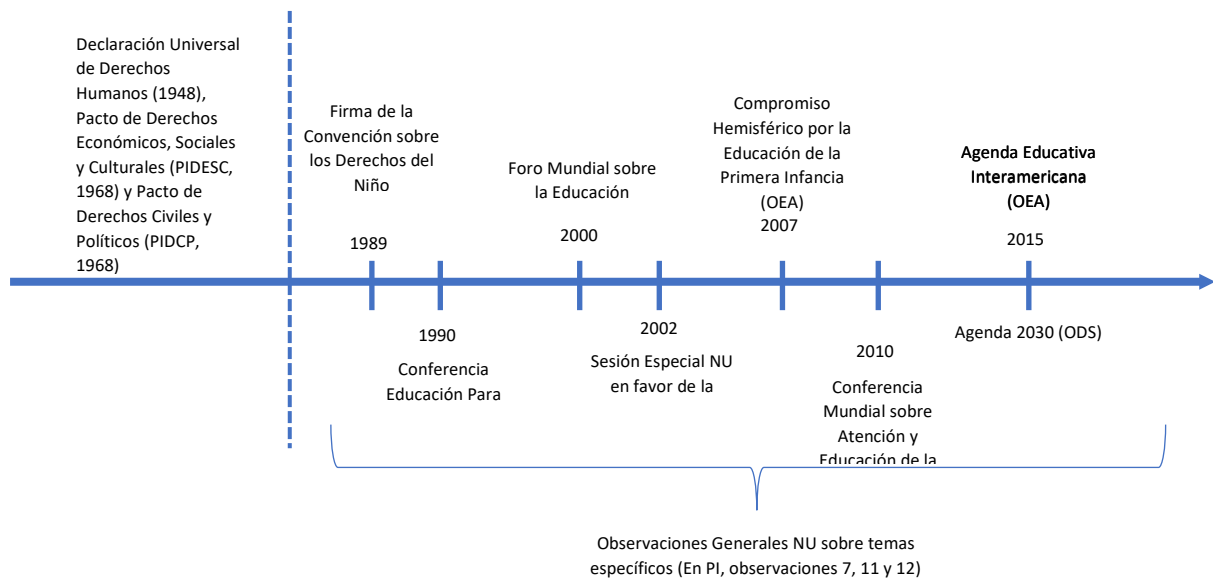 Declaración Universal
de Derechos
Humanos (1948),
Pacto de Derechos
Económicos, Sociales
y Culturales (PIDESC,
1968) y Pacto de
Derechos Civiles y
Políticos (PIDCP,
1968)
Firma de la
Convención sobre
los Derechos del
Niño
1989
1990
Conferencia
Educación Para
Foro Mundial sobre
la Educación
2000
2002
Sesión Especial NU
en favor de la
Compromiso
Hemisférico por la
Educación de la
Primera Infancia
(OEA)
2007
2010
Conferencia
Mundial sobre
Atención y
Educación de la
Agenda Educativa
Interamericana
(OEA)
2015
Agenda 2030 (ODS)
Observaciones Generales NU sobre temas
específicos (En PI, observaciones 7, 11 y 12)